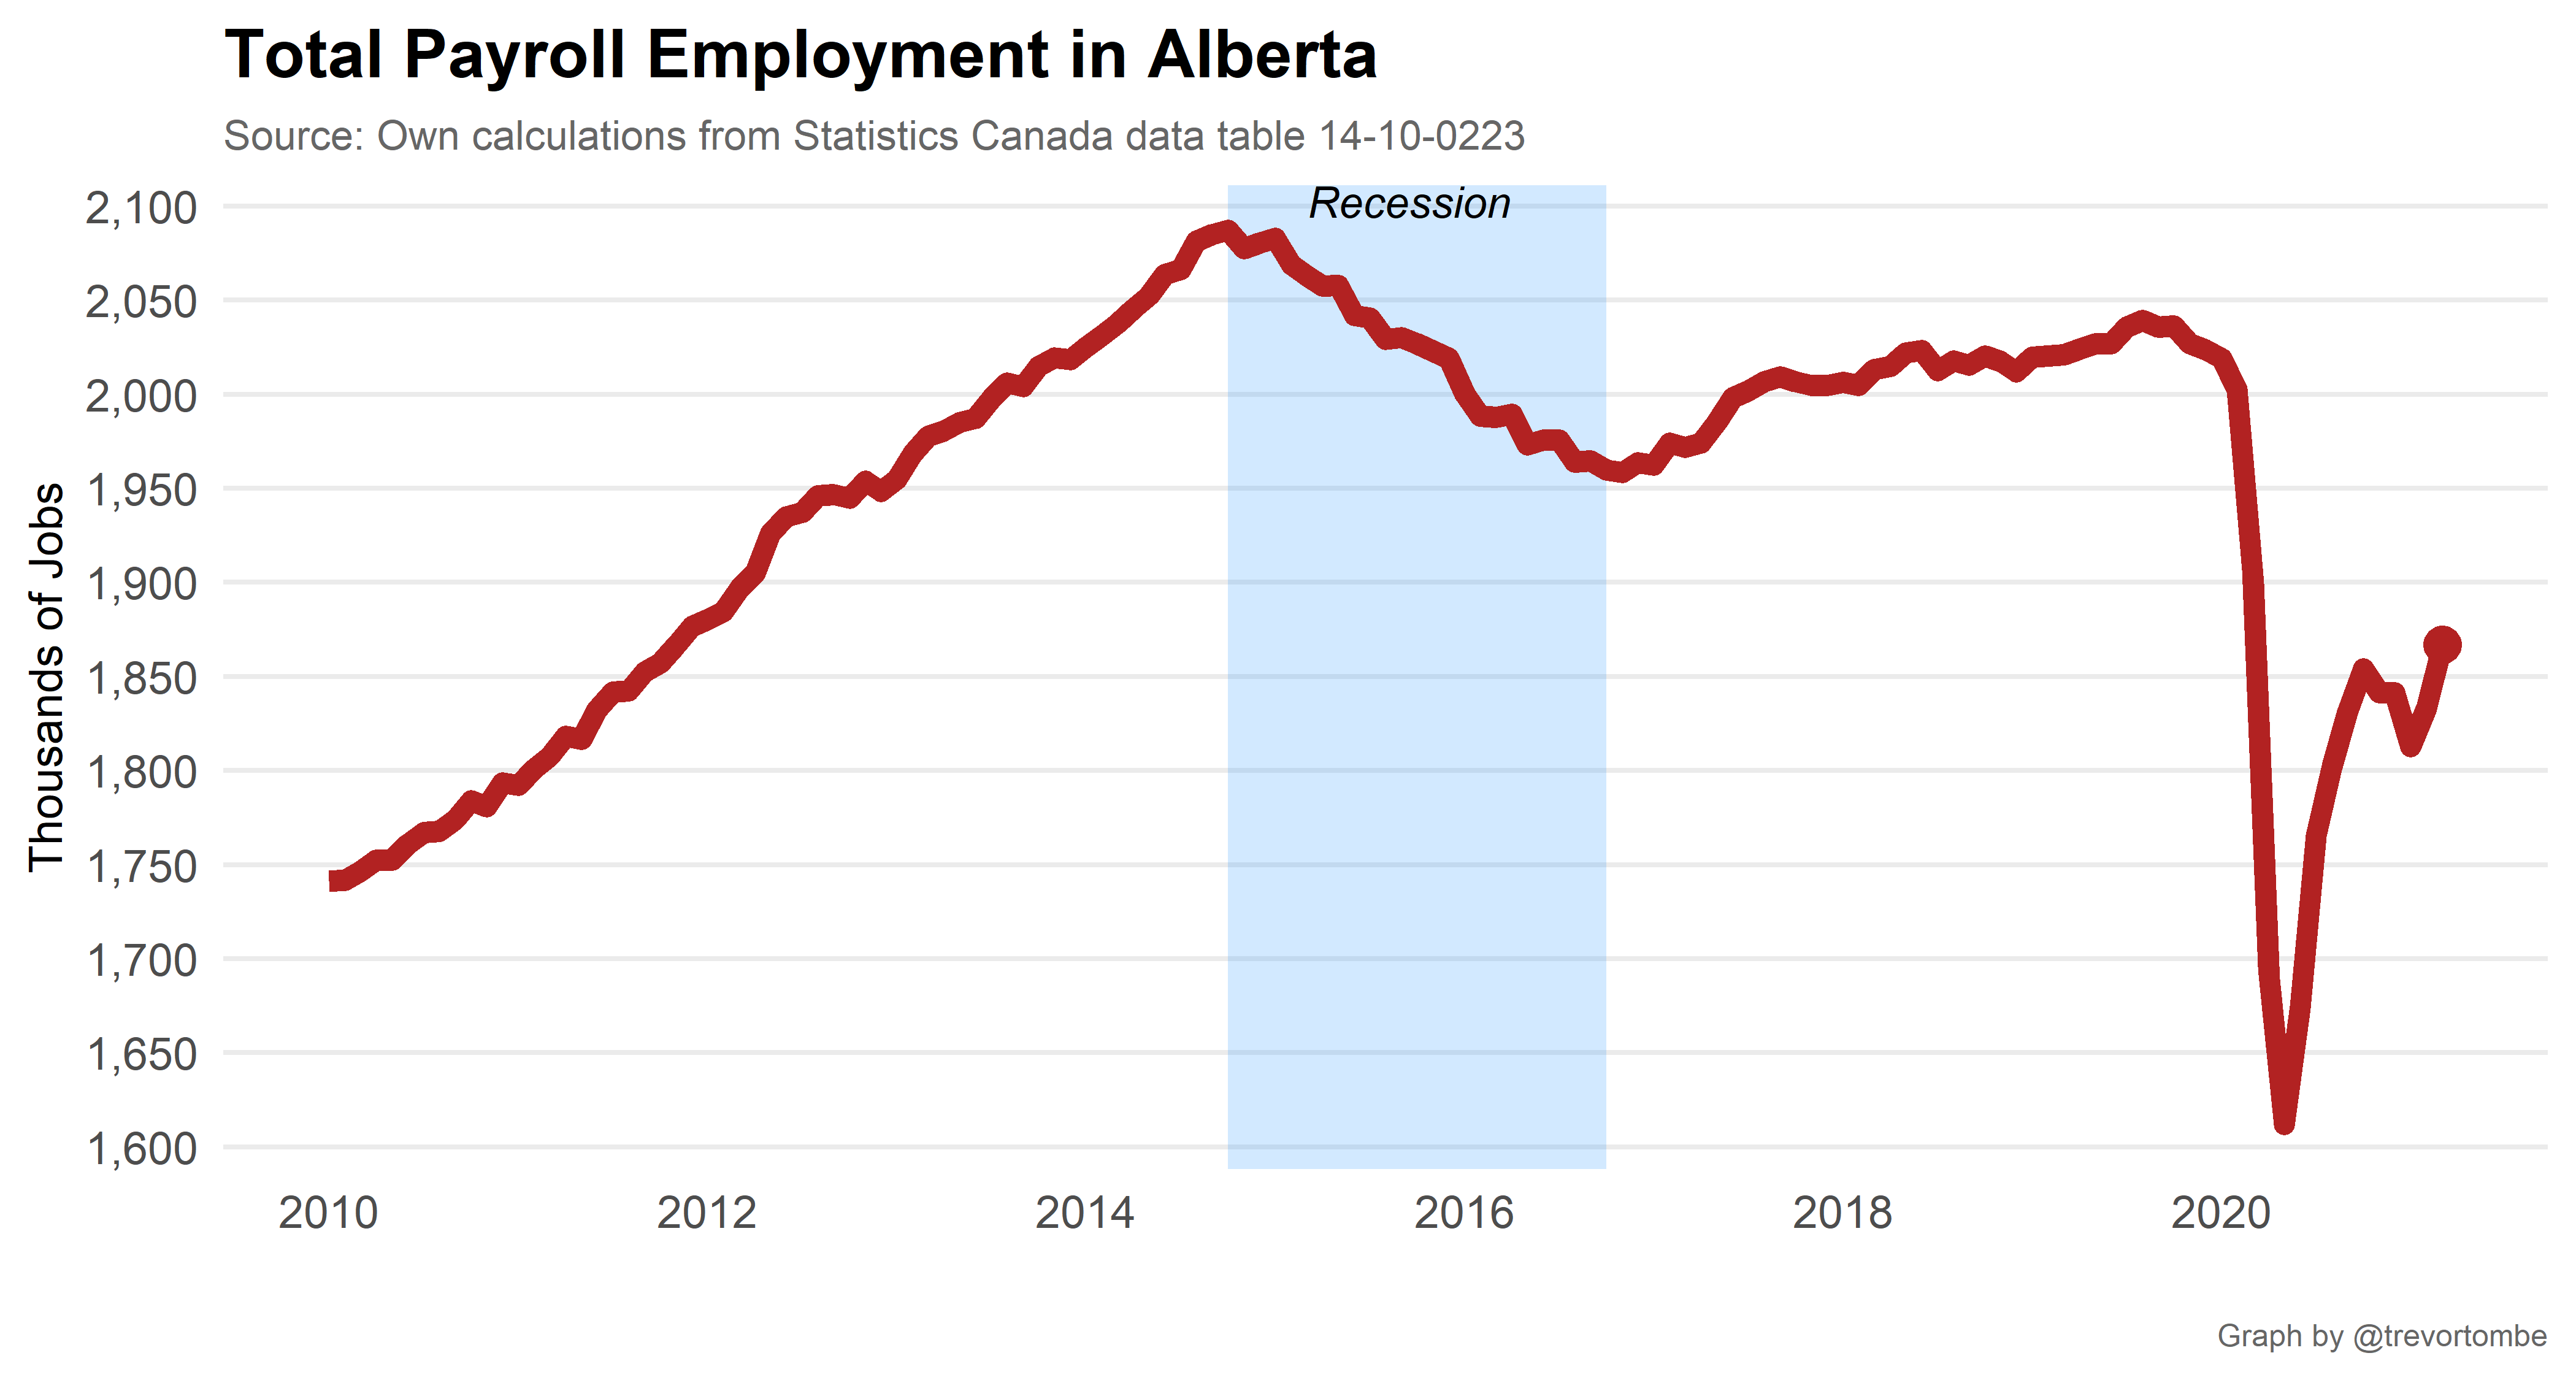 Total Payroll Employment in Alberta
Source: Own calculations from Statistics Canada data table 14-10-0223
Recession
2,100
2,050
2,000
1,950
1,900
1,850
1,800
1,750
1,700
1,650
1,600
Thousands of Jobs
2010 2012 2014 2016 2018 2020
Graph by @trevortombe